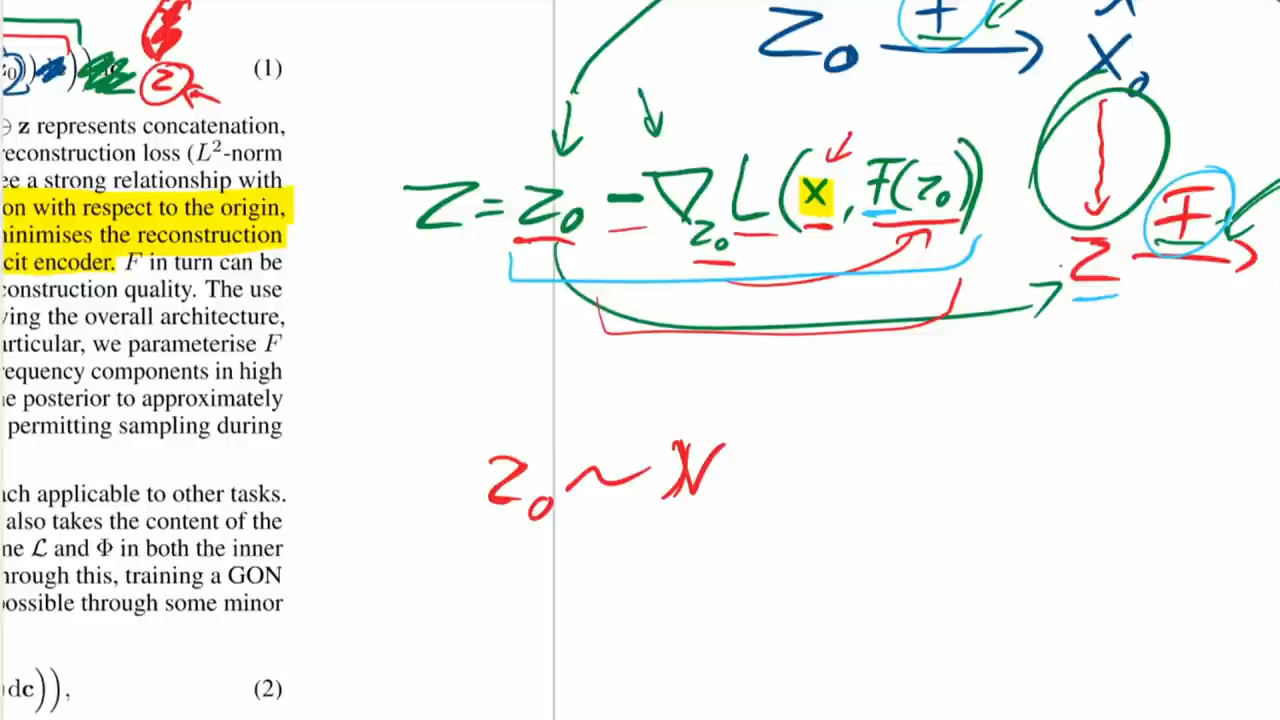 (1)
z represents concatenation,
reconstruction loss (L²-norm
ee a strong relationship with
on with respect to the origin,
inimises the reconstruction
cit encoder. F in turn can be
construction quality. The use
ying the overall architecture,
articular, we parameterise F
requency components in high
e posterior to approximately
permitting sampling during
ach applicable to other tasks.
also takes the content of the
ne ℒ and Φ in both the inner
hrough this, training a GON
possible through some minor
dc)),
(2)
z
z₀ F
X₀
z = z₀ - ∇z₀ L(x, F(z₀))
z F
z₀ ~ N